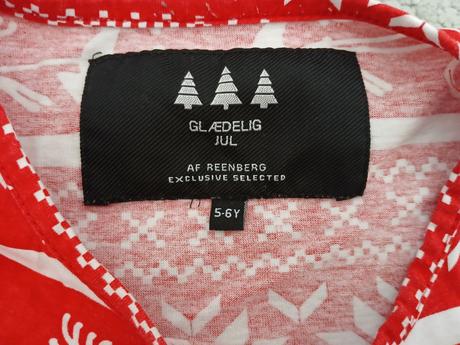 GLÆDELIG
JUL
AF REENBERG
EXCLUSIVE SELECTED
5-6Y